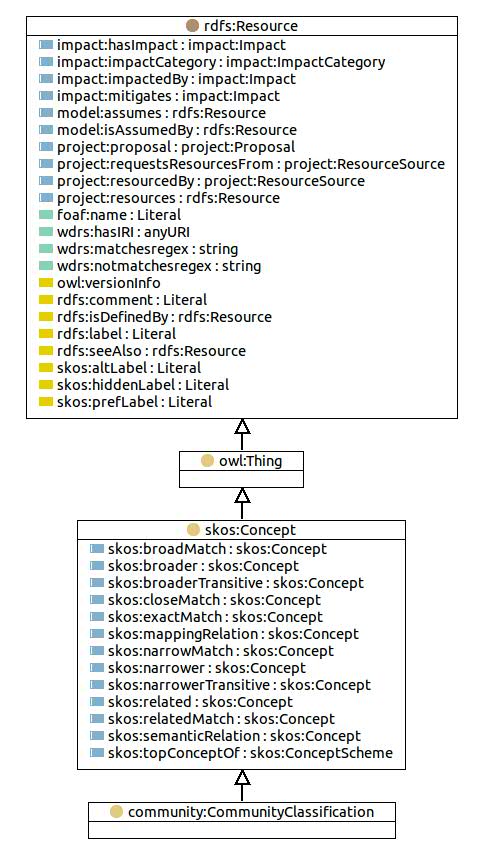 rdfs:Resource
impact:hasImpact : impact:Impact
impact:impactCategory : impact:ImpactCategory
impact:impactedBy : impact:Impact
impact:mitigates : impact:Impact
model:assumes : rdfs:Resource
model:isAssumedBy : rdfs:Resource
project:proposal : project:Proposal
project:requestsResourcesFrom : project:ResourceSource
project:resourcedBy : project:ResourceSource
project:resources : rdfs:Resource
foaf:name : Literal
wdrs:hasIRI : anyURI
wdrs:matchesregex : string
wdrs:notmatchesregex : string
owl:versionInfo
rdfs:comment : Literal
rdfs:isDefinedBy : rdfs:Resource
rdfs:label : Literal
rdfs:seeAlso : rdfs:Resource
skos:altLabel : Literal
skos:hiddenLabel : Literal
skos:prefLabel : Literal
owl:Thing
skos:Concept
skos:broadMatch : skos:Concept
skos:broader : skos:Concept
skos:broaderTransitive : skos:Concept
skos:closeMatch : skos:Concept
skos:exactMatch : skos:Concept
skos:mappingRelation : skos:Concept
skos:narrowMatch : skos:Concept
skos:narrower : skos:Concept
skos:narrowerTransitive : skos:Concept
skos:related : skos:Concept
skos:relatedMatch : skos:Concept
skos:semanticRelation : skos:Concept
skos:topConceptOf : skos:ConceptScheme
community:CommunityClassification